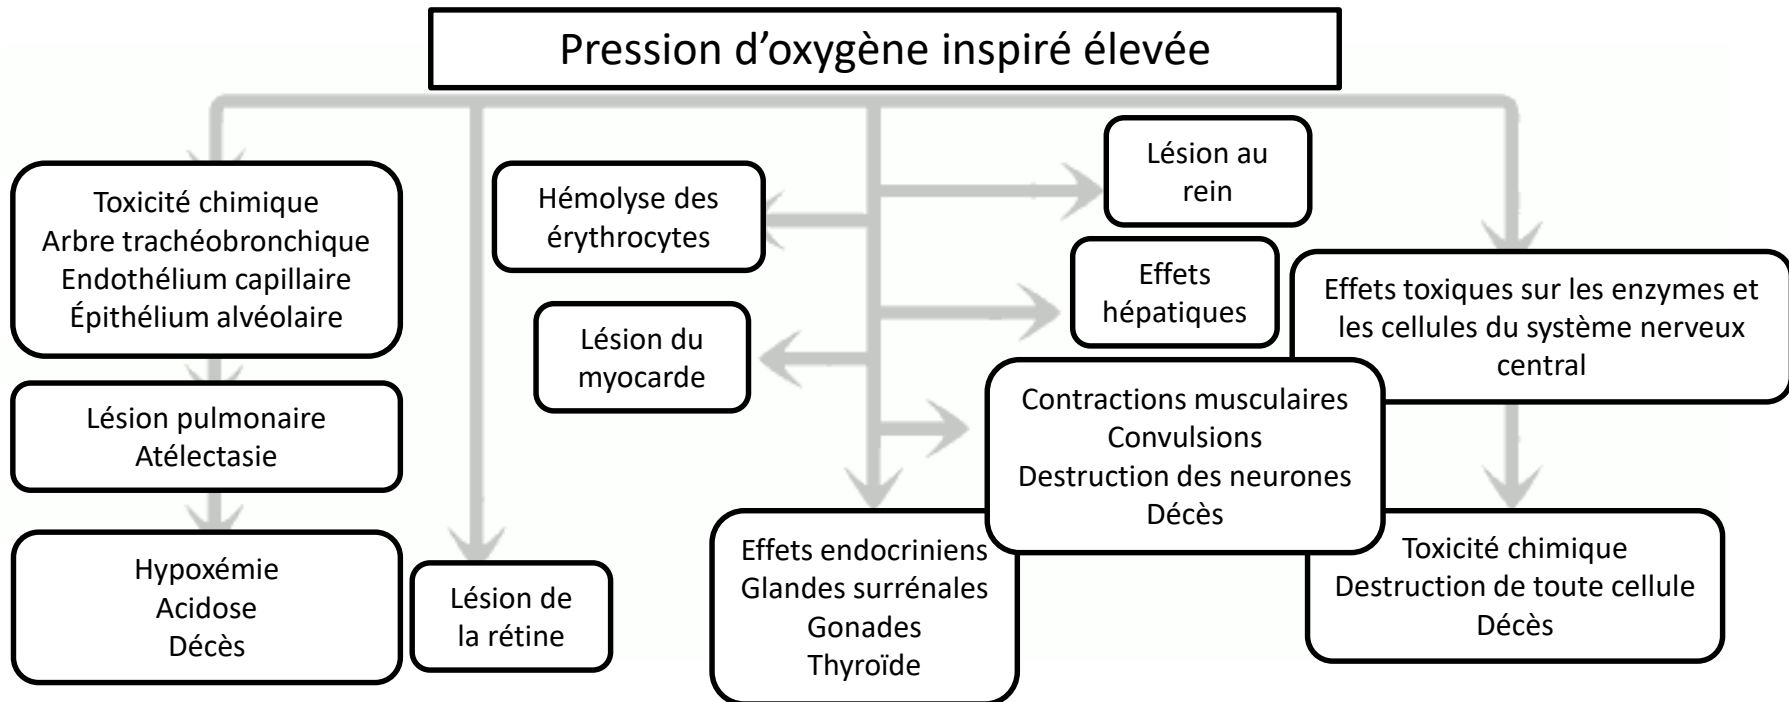 Pression d’oxygène inspiré élevée
Toxicité chimique
Arbre trachéobronchique
Endothélium capillaire
Épithélium alvéolaire
Lésion pulmonaire
Atélectasie
Hypoxémie
Acidose
Décès
Lésion de
la rétine
Hémolyse des
érythrocytes
Lésion du
myocarde
Lésion au
rein
Effets
hépatiques
Contractions musculaires
Convulsions
Destruction des neurones
Décès
Effets endocriniens
Glandes surrénales
Gonades
Thyroïde
Effets toxiques sur les enzymes et
les cellules du système nerveux
central
Toxicité chimique
Destruction de toute cellule
Décès